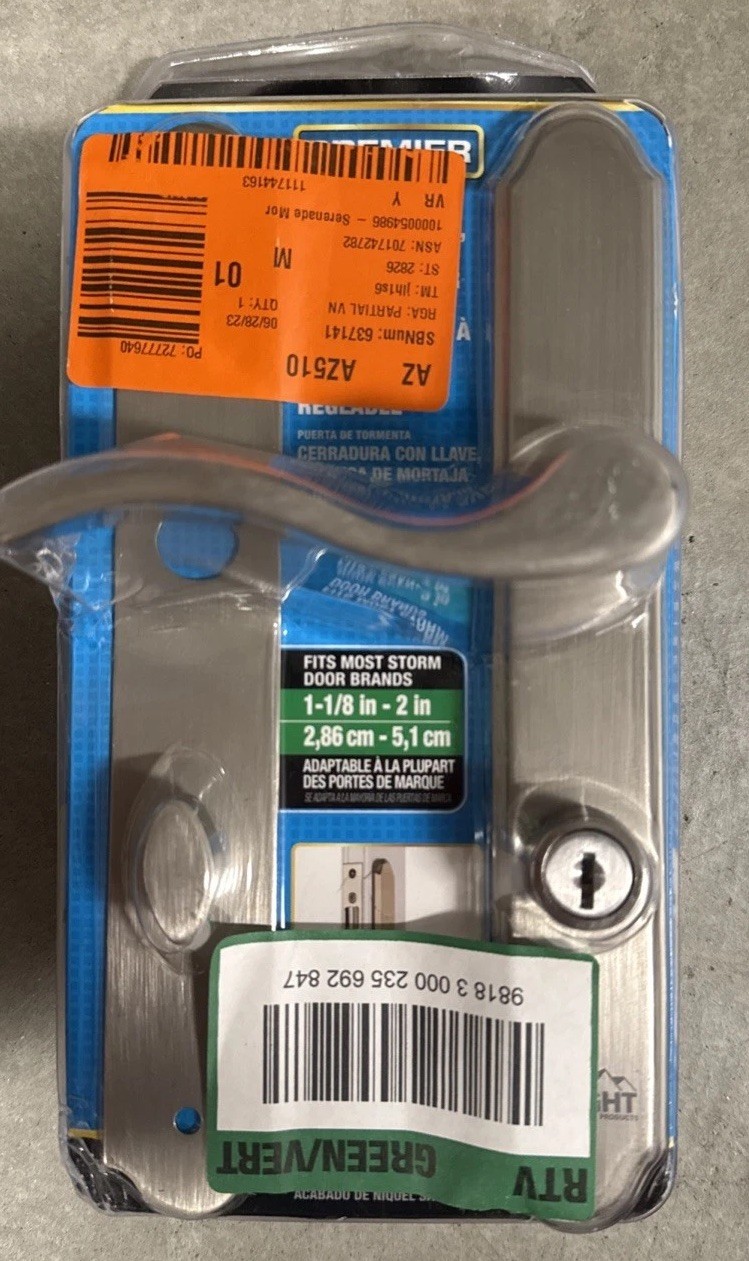 PREMIER
111744163
VR Y
1000054986 – Serenade Mor
ASN: 701742782
ST: 2826
M 01
TM: jlh1s6
RGA: PARTIAL VN
QTY: 1
SBNum: 637141
06/28/23
AZ AZ510
PO: 72777640
À
RÉGLABLE
PUERTA DE TORMENTA
CERRADURA CON LLAVE,
DE MORTAJA
FITS MOST STORM
DOOR BRANDS
1-1/8 in - 2 in
2,86 cm - 5,1 cm
ADAPTABLE À LA PLUPART
DES PORTES DE MARQUE
SE ADAPTA A LA MAYORÍA DE LAS PUERTAS DE MARCA
9818 3 000 235 692 847
RTV GREEN/VERT
GHT
PRODUCTS
ACABADO DE NÍQUEL